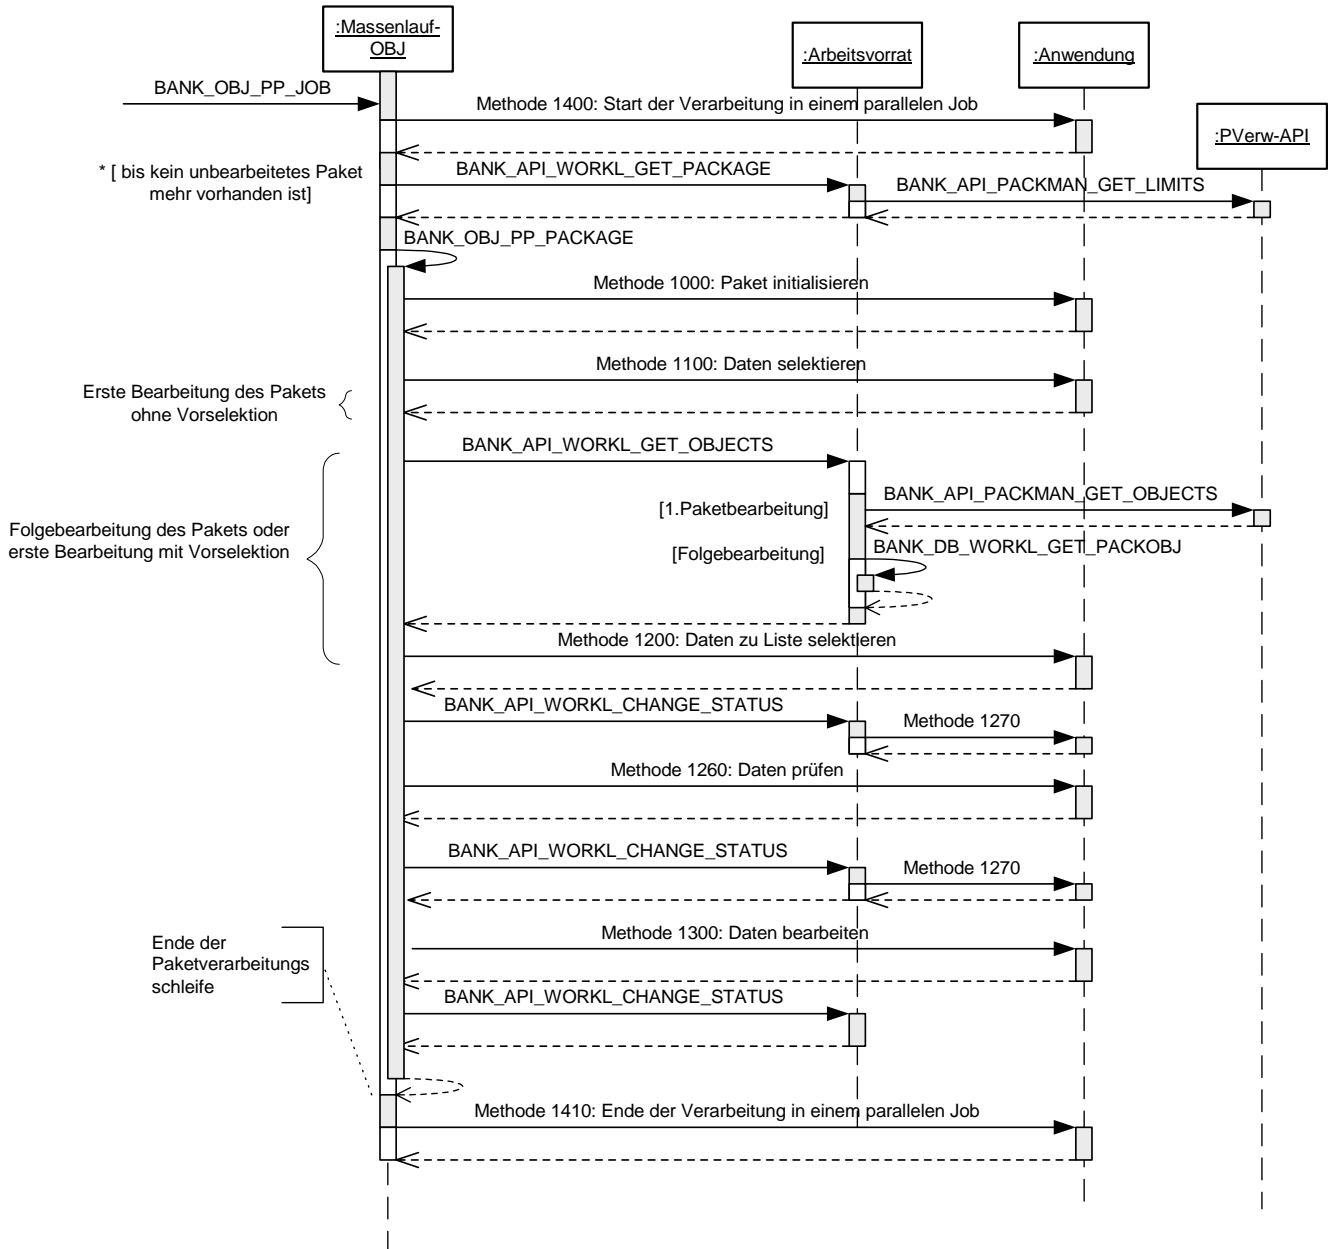 :Massenlauf-
OBJ
:Arbeitsvorrat
:Anwendung
:PVerw-API
BANK_OBJ_PP_JOB
Methode 1400: Start der Verarbeitung in einem parallelen Job
* [ bis kein unbearbeitetes Paket
mehr vorhanden ist]
BANK_API_WORKL_GET_PACKAGE
BANK_API_PACKMAN_GET_LIMITS
BANK_OBJ_PP_PACKAGE
Methode 1000: Paket initialisieren
Methode 1100: Daten selektieren
Erste Bearbeitung des Pakets
ohne Vorselektion
BANK_API_WORKL_GET_OBJECTS
BANK_API_PACKMAN_GET_OBJECTS
[1.Paketbearbeitung]
Folgebearbeitung des Pakets oder
erste Bearbeitung mit Vorselektion
[Folgebearbeitung]
BANK_DB_WORKL_GET_PACKOBJ
Methode 1200: Daten zu Liste selektieren
BANK_API_WORKL_CHANGE_STATUS
Methode 1270
Methode 1260: Daten prüfen
BANK_API_WORKL_CHANGE_STATUS
Methode 1270
Methode 1300: Daten bearbeiten
Ende der
Paketverarbeitungs
schleife
BANK_API_WORKL_CHANGE_STATUS
Methode 1410: Ende der Verarbeitung in einem parallelen Job